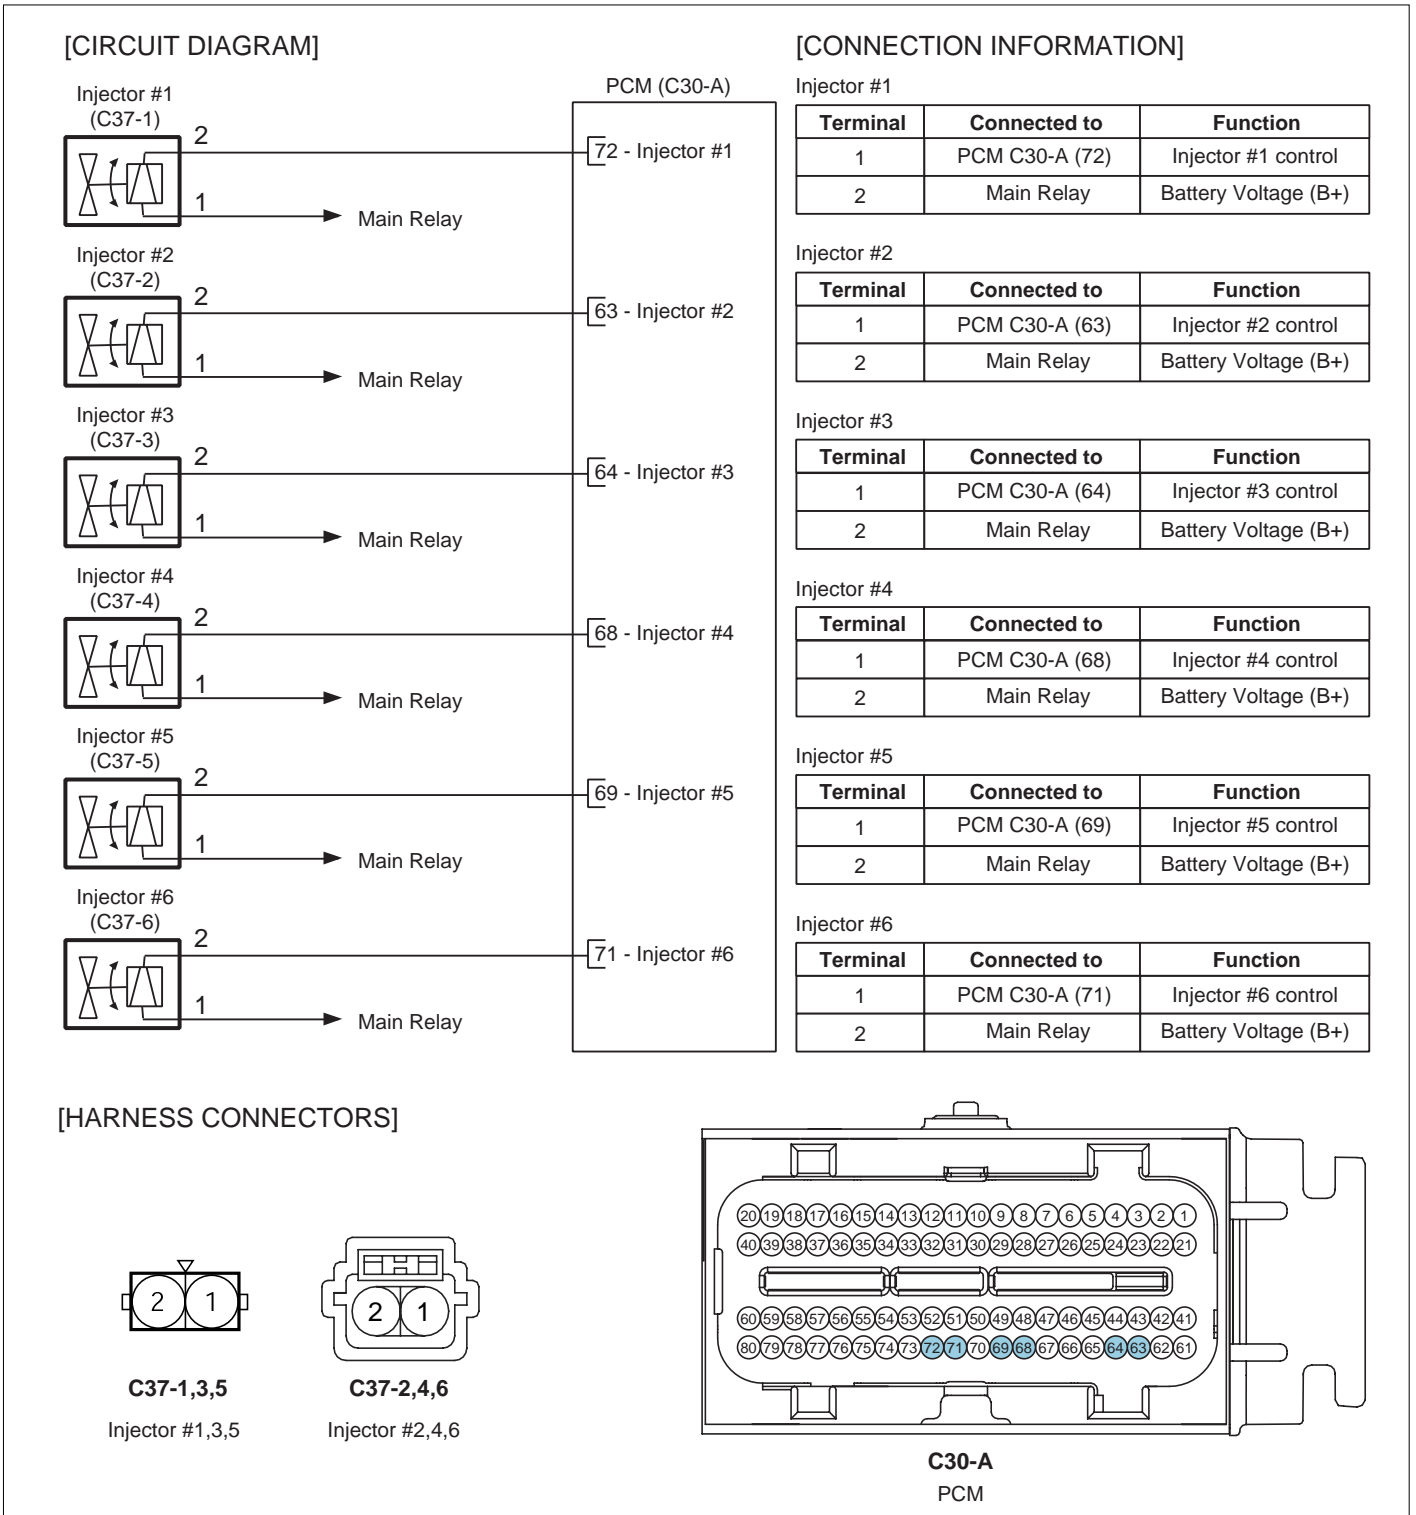 [CIRCUIT DIAGRAM]
Injector #1
(C37-1)
2
1
Main Relay
Injector #2
(C37-2)
2
1
Main Relay
Injector #3
(C37-3)
2
1
Main Relay
Injector #4
(C37-4)
2
1
Main Relay
Injector #5
(C37-5)
2
1
Main Relay
Injector #6
(C37-6)
2
1
Main Relay
PCM (C30-A)
72 - Injector #1
63 - Injector #2
64 - Injector #3
68 - Injector #4
69 - Injector #5
71 - Injector #6
[CONNECTION INFORMATION]
Injector #1
Terminal Connected to Function
1 PCM C30-A (72) Injector #1 control
2 Main Relay Battery Voltage (B+)
Injector #2
Terminal Connected to Function
1 PCM C30-A (63) Injector #2 control
2 Main Relay Battery Voltage (B+)
Injector #3
Terminal Connected to Function
1 PCM C30-A (64) Injector #3 control
2 Main Relay Battery Voltage (B+)
Injector #4
Terminal Connected to Function
1 PCM C30-A (68) Injector #4 control
2 Main Relay Battery Voltage (B+)
Injector #5
Terminal Connected to Function
1 PCM C30-A (69) Injector #5 control
2 Main Relay Battery Voltage (B+)
Injector #6
Terminal Connected to Function
1 PCM C30-A (71) Injector #6 control
2 Main Relay Battery Voltage (B+)
[HARNESS CONNECTORS]
2 1
C37-1,3,5
Injector #1,3,5
2 1
C37-2,4,6
Injector #2,4,6
20 19 18 17 16 15 14 13 12 11 10 9 8 7 6 5 4 3 2 1
40 39 38 37 36 35 34 33 32 31 30 29 28 27 26 25 24 23 22 21
60 59 58 57 56 55 54 53 52 51 50 49 48 47 46 45 44 43 42 41
80 79 78 77 76 75 74 73 72 71 70 69 68 67 66 65 64 63 62 61
C30-A
PCM